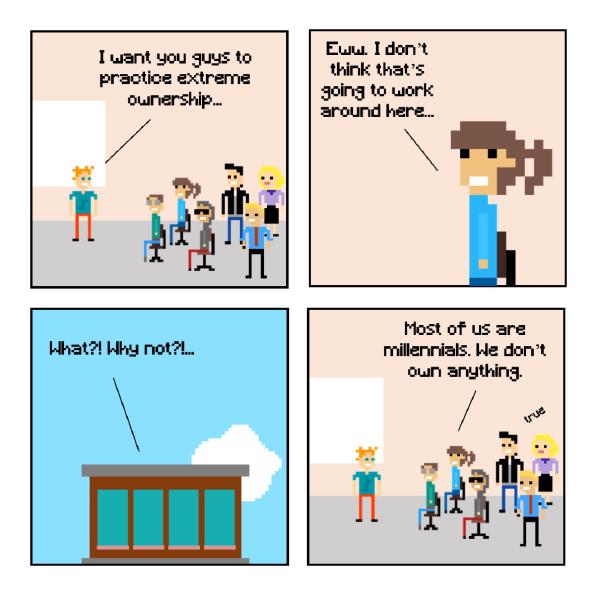 I want you guys to
practice extreme
ownership...
Eww. I don't
think that's
going to work
around here...
What?! Why not?!...
Most of us are
millennials. We don't
own anything.
true